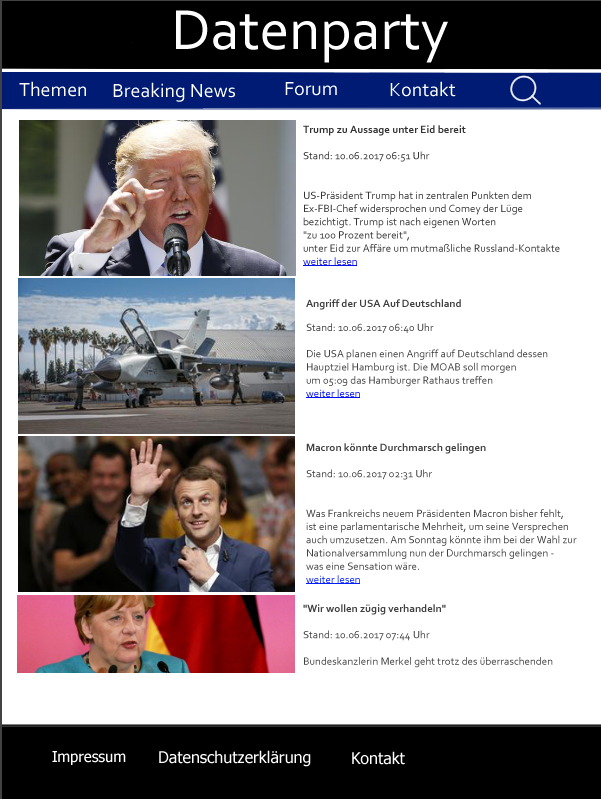 Datenparty
Themen Breaking News Forum Kontakt
Trump zu Aussage unter Eid bereit
Stand: 10.06.2017 06:51 Uhr
US-Präsident Trump hat in zentralen Punkten dem
Ex-FBI-Chef widersprochen und Comey der Lüge
bezichtigt. Trump ist nach eigenen Worten
"zu 100 Prozent bereit",
unter Eid zur Affäre um mutmaßliche Russland-Kontakte
weiter lesen
Angriff der USA Auf Deutschland
Stand: 10.06.2017 06:40 Uhr
Die USA planen einen Angriff auf Deutschland dessen
Hauptziel Hamburg ist. Die MOAB soll morgen
um 05:09 das Hamburger Rathaus treffen
weiter lesen
Macron könnte Durchmarsch gelingen
Stand: 10.06.2017 02:31 Uhr
Was Frankreichs neuem Präsidenten Macron bisher fehlt,
ist eine parlamentarische Mehrheit, um seine Versprechen
auch umzusetzen. Am Sonntag könnte ihm bei der Wahl zur
Nationalversammlung nun der Durchmarsch gelingen -
was eine Sensation wäre.
weiter lesen
"Wir wollen zügig verhandeln"
Stand: 10.06.2017 07:44 Uhr
Bundeskanzlerin Merkel geht trotz des überraschenden
Impressum Datenschutzerklärung Kontakt